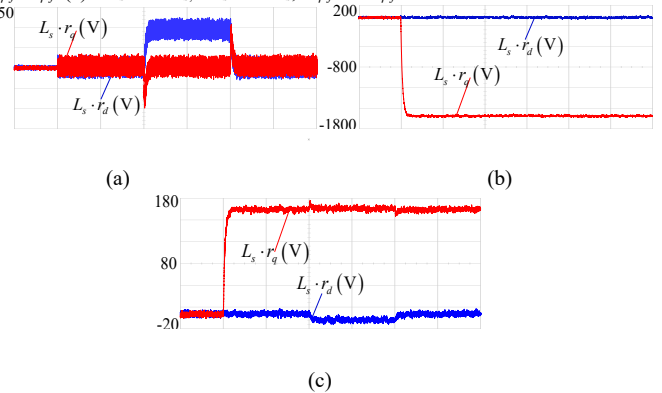 50
L_s · r_q (V)
L_s · r_d (V)
200
-800
-1800
L_s · r_d (V)
L_s · r_q (V)
(a)
(b)
180
80
-20
L_s · r_q (V)
L_s · r_d (V)
(c)